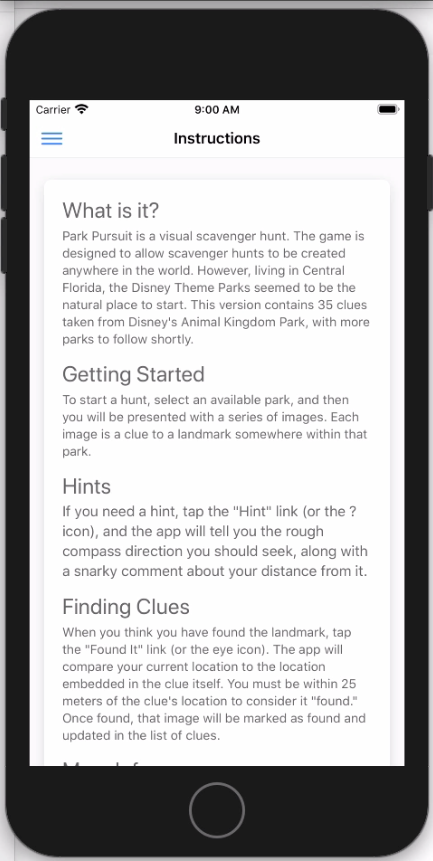 Carrier 9:00 AM
Instructions
What is it?
Park Pursuit is a visual scavenger hunt. The game is
designed to allow scavenger hunts to be created
anywhere in the world. However, living in Central
Florida, the Disney Theme Parks seemed to be the
natural place to start. This version contains 35 clues
taken from Disney's Animal Kingdom Park, with more
parks to follow shortly.
Getting Started
To start a hunt, select an available park, and then
you will be presented with a series of images. Each
image is a clue to a landmark somewhere within that
park.
Hints
If you need a hint, tap the "Hint" link (or the ?
icon), and the app will tell you the rough
compass direction you should seek, along with
a snarky comment about your distance from it.
Finding Clues
When you think you have found the landmark, tap
the "Found It" link (or the eye icon). The app will
compare your current location to the location
embedded in the clue itself. You must be within 25
meters of the clue's location to consider it "found."
Once found, that image will be marked as found and
updated in the list of clues.